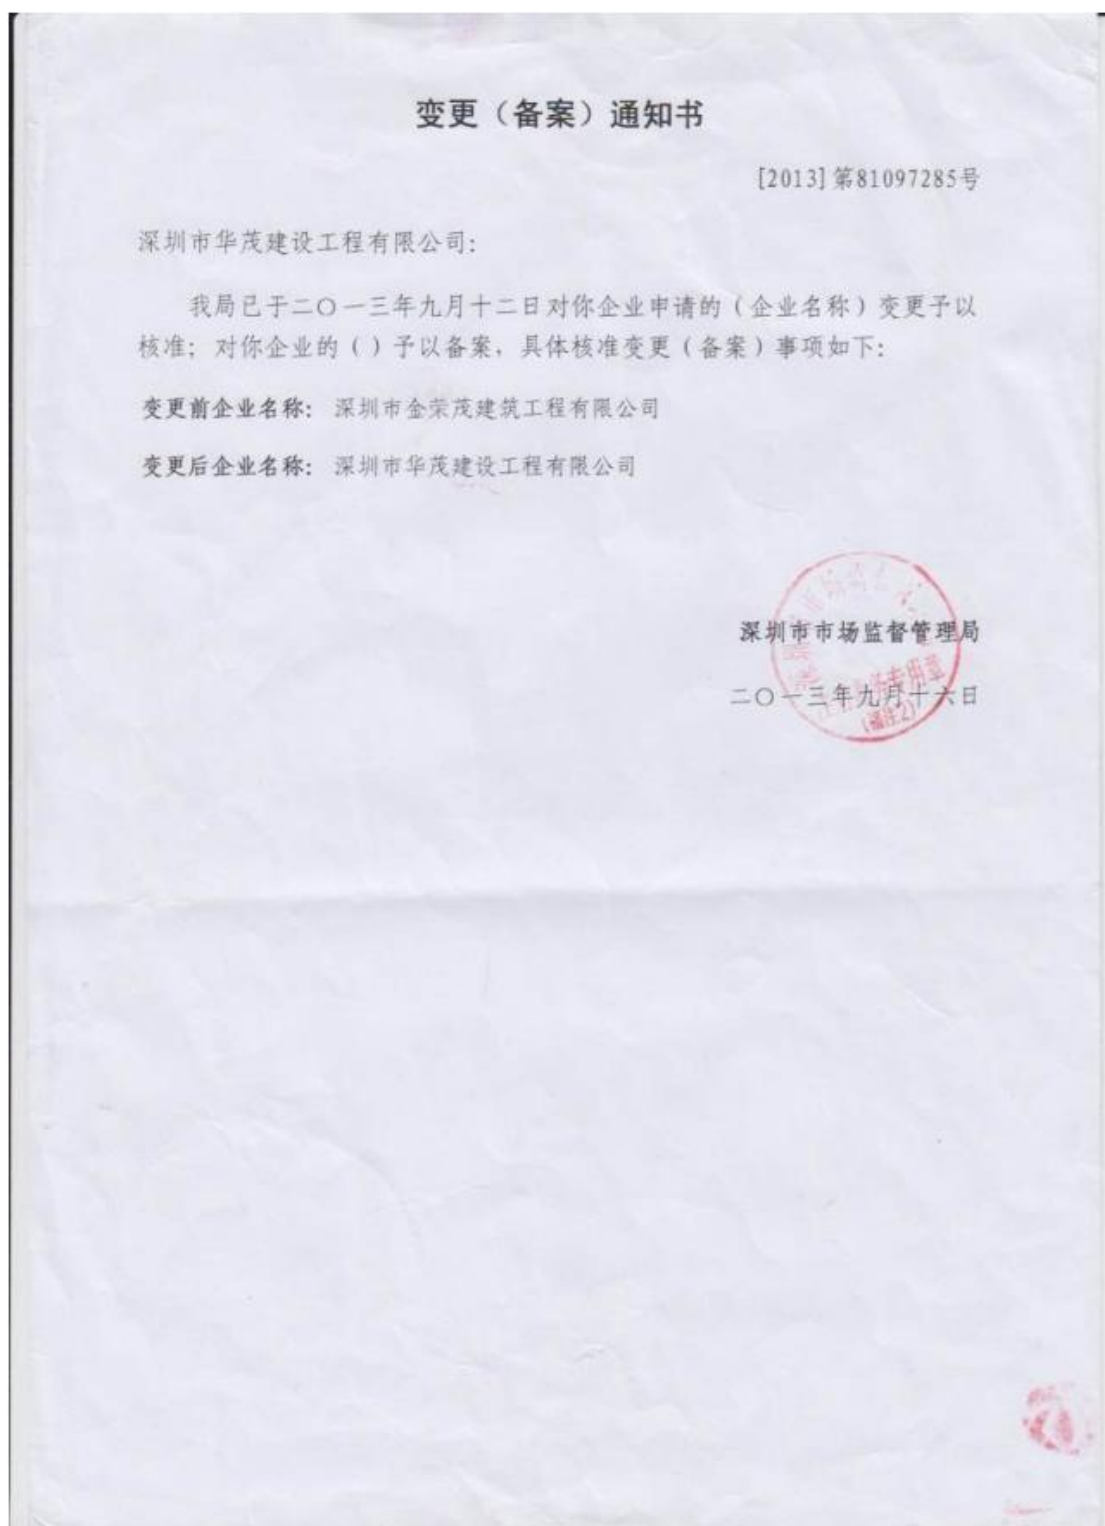 变更（备案）通知书
[2013]第81097285号
深圳市华茂建设工程有限公司：
我局已于二〇一三年九月十二日对你企业申请的（企业名称）变更予以
核准；对你企业的（ ）予以备案，具体核准变更（备案）事项如下：
变更前企业名称： 深圳市金荣茂建筑工程有限公司
变更后企业名称： 深圳市华茂建设工程有限公司
深圳市市场监督管理局
二〇一三年九月十六日
专用章